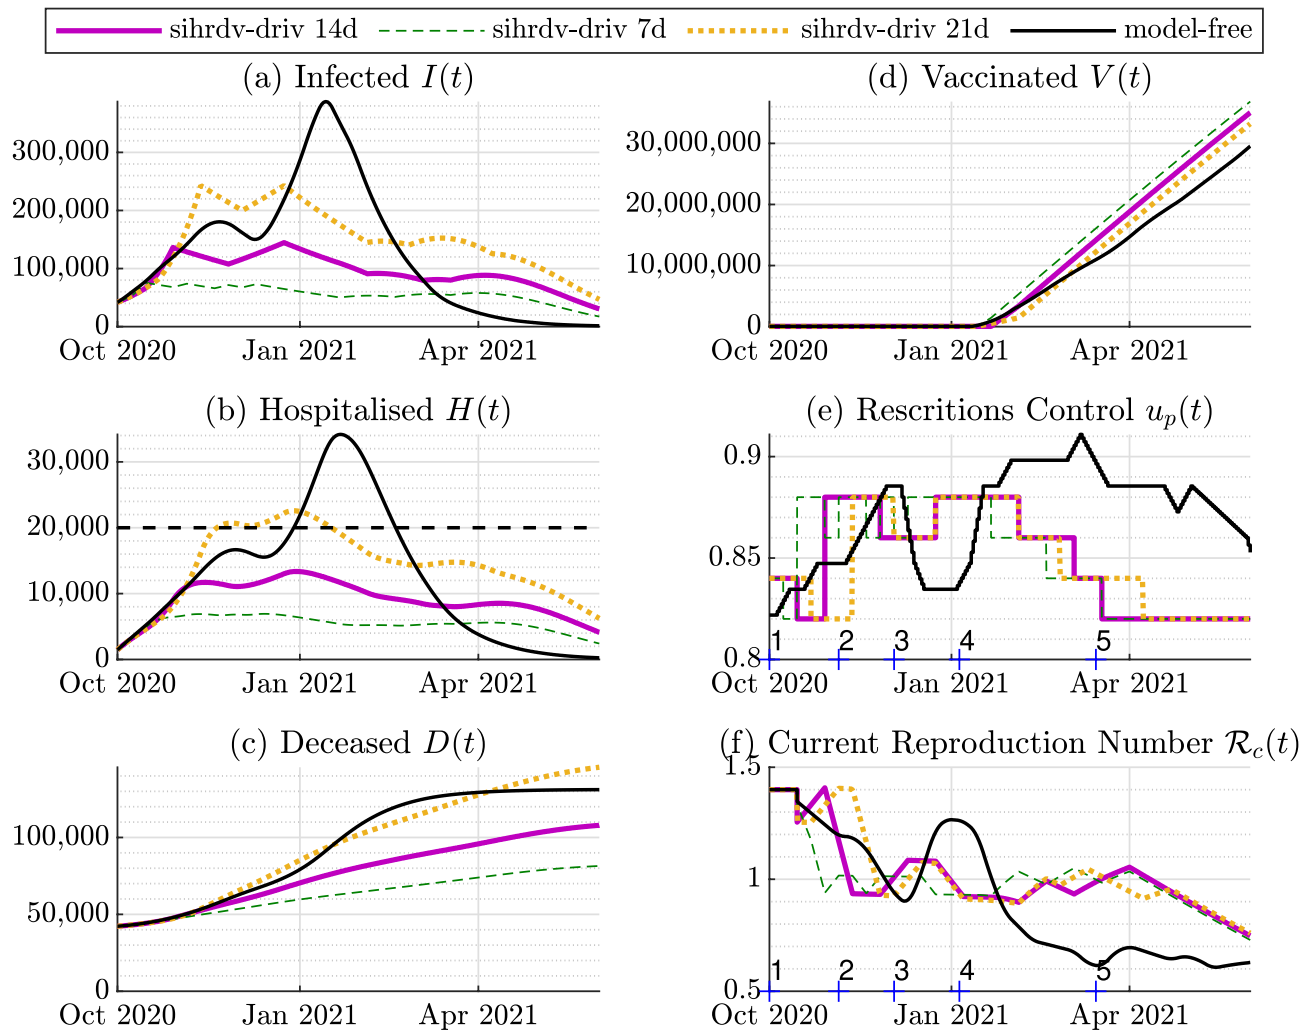 sihrdv-driv 14d sihrdv-driv 7d sihrdv-driv 21d model-free
(a) Infected I(t)
300,000
200,000
100,000
0
Oct 2020 Jan 2021 Apr 2021
(d) Vaccinated V(t)
30,000,000
20,000,000
10,000,000
0
Oct 2020 Jan 2021 Apr 2021
(b) Hospitalised H(t)
30,000
20,000
10,000
0
Oct 2020 Jan 2021 Apr 2021
(e) Rescritions Control u_p(t)
0.9
0.85
0.8
1 2 3 4 5
Oct 2020 Jan 2021 Apr 2021
(c) Deceased D(t)
100,000
50,000
0
Oct 2020 Jan 2021 Apr 2021
(f) Current Reproduction Number R_c(t)
1.5
1
0.5
1 2 3 4 5
Oct 2020 Jan 2021 Apr 2021